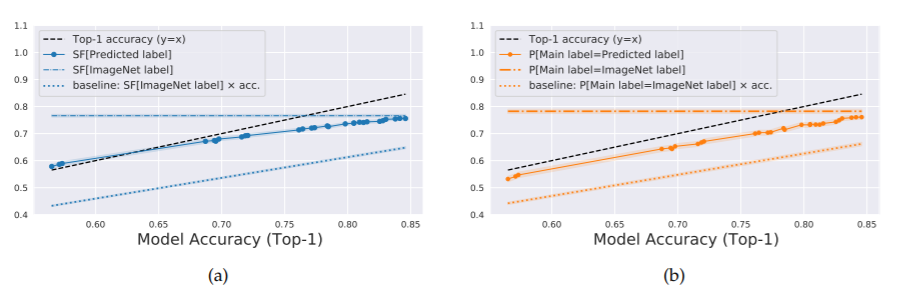 1.1
1.0
0.9
0.8
0.7
0.6
0.5
0.4
Top-1 accuracy (y=x)
SF[Predicted label]
SF[ImageNet label]
baseline: SF[ImageNet label] × acc.
0.60 0.65 0.70 0.75 0.80 0.85
Model Accuracy (Top-1)
(a)
1.1
1.0
0.9
0.8
0.7
0.6
0.5
0.4
Top-1 accuracy (y=x)
P[Main label=Predicted label]
P[Main label=ImageNet label]
baseline: P[Main label=ImageNet label] × acc.
0.60 0.65 0.70 0.75 0.80 0.85
Model Accuracy (Top-1)
(b)